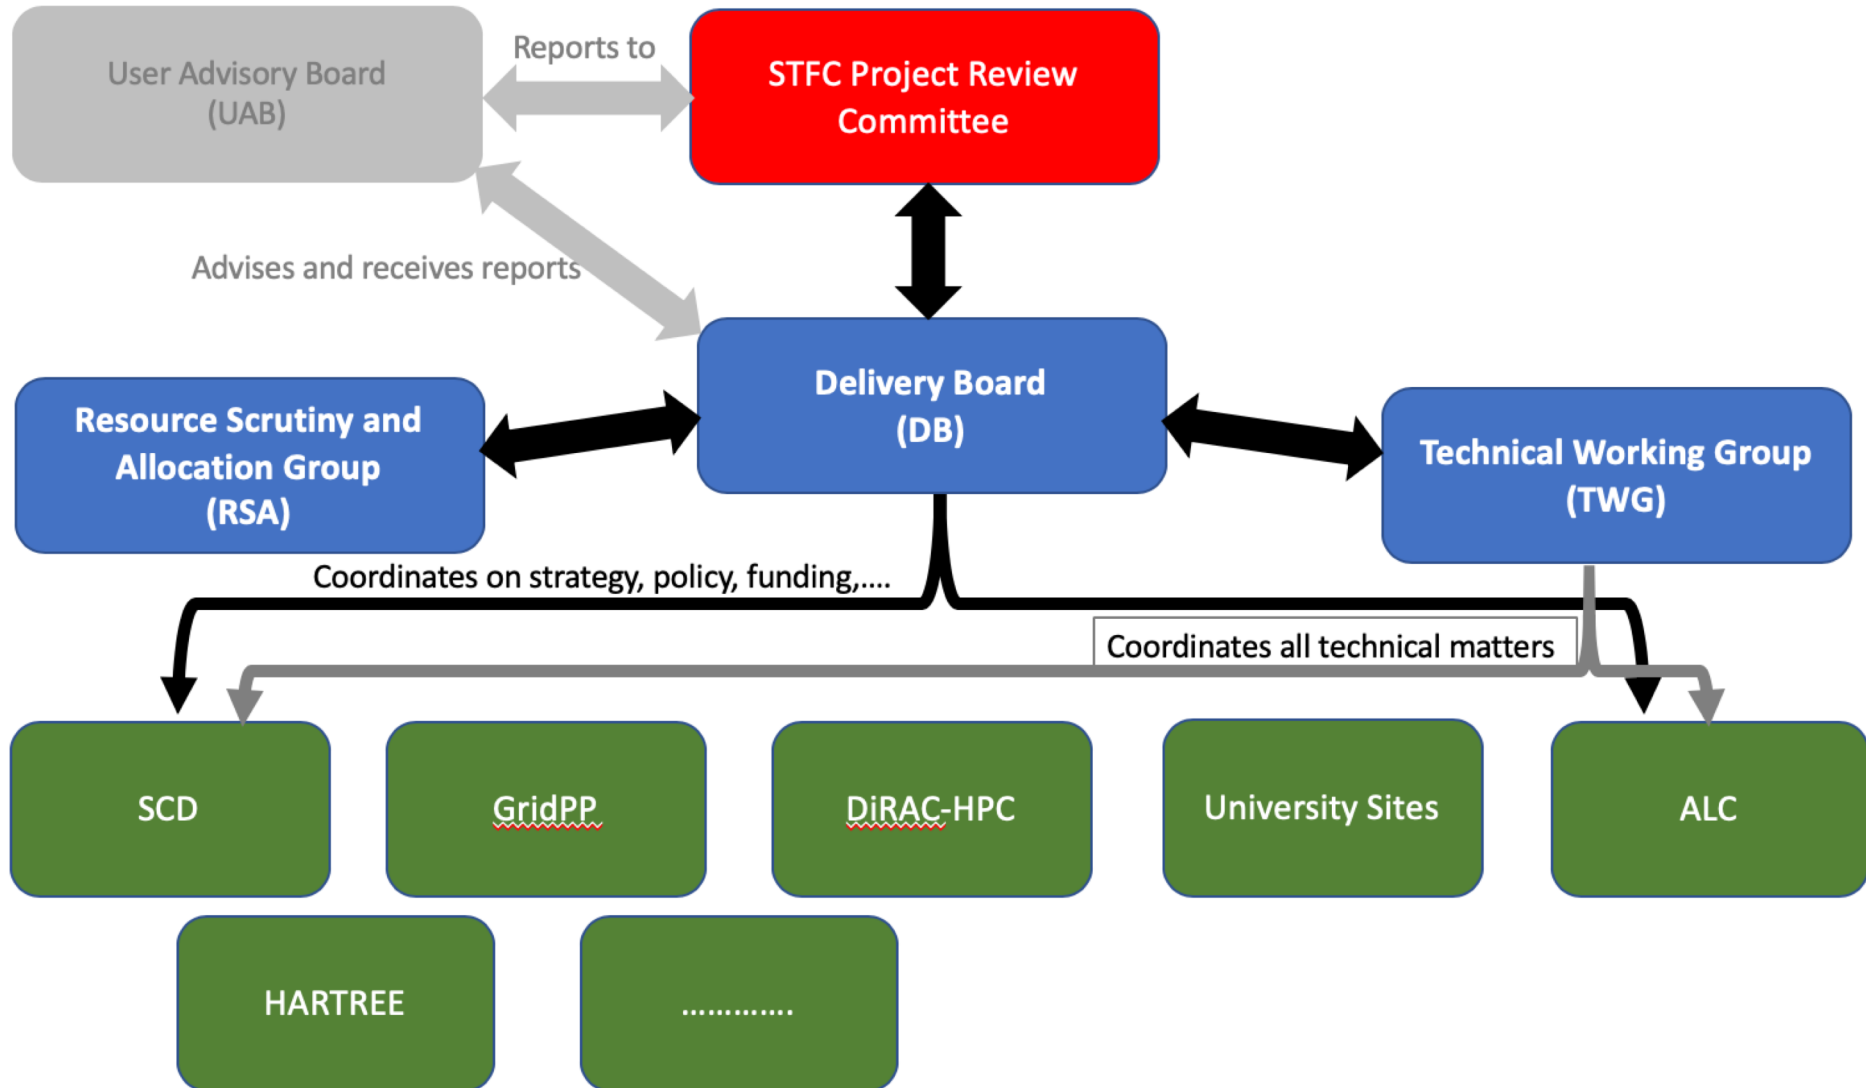 User Advisory Board
(UAB)
Reports to
STFC Project Review
Committee
Advises and receives reports
Delivery Board
(DB)
Resource Scrutiny and
Allocation Group
(RSA)
Technical Working Group
(TWG)
Coordinates on strategy, policy, funding,....
Coordinates all technical matters
SCD
GridPP
DiRAC-HPC
University Sites
ALC
HARTREE
.............